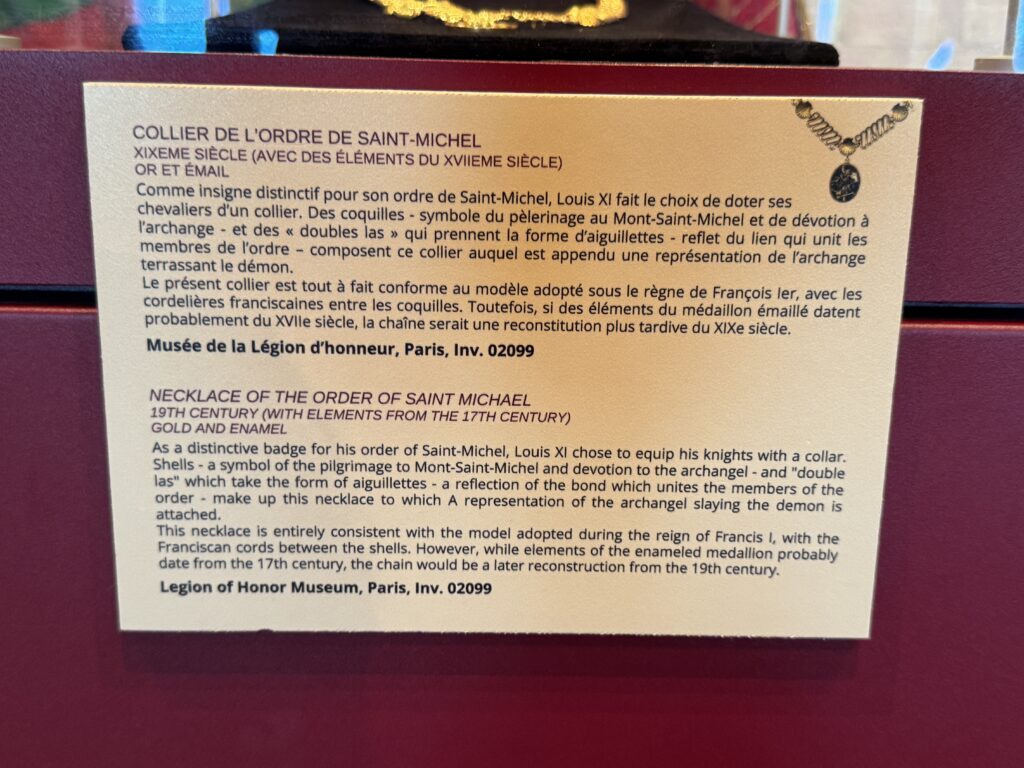 COLLIER DE L'ORDRE DE SAINT-MICHEL
XIXEME SIÈCLE (AVEC DES ÉLÉMENTS DU XVIIEME SIÈCLE)
OR ET ÉMAIL
Comme insigne distinctif pour son ordre de Saint-Michel, Louis XI fait le choix de doter ses
chevaliers d'un collier. Des coquilles - symbole du pèlerinage au Mont-Saint-Michel et de dévotion à
l'archange - et des « doubles las » qui prennent la forme d'aiguillettes - reflet du lien qui unit les
membres de l'ordre – composent ce collier auquel est appendu une représentation de l'archange
terrassant le démon.
Le présent collier est tout à fait conforme au modèle adopté sous le règne de François Ier, avec les
cordelières franciscaines entre les coquilles. Toutefois, si des éléments du médaillon émaillé datent
probablement du XVIIe siècle, la chaîne serait une reconstitution plus tardive du XIXe siècle.
Musée de la Légion d'honneur, Paris, Inv. 02099
NECKLACE OF THE ORDER OF SAINT MICHAEL
19TH CENTURY (WITH ELEMENTS FROM THE 17TH CENTURY)
GOLD AND ENAMEL
As a distinctive badge for his order of Saint-Michel, Louis XI chose to equip his knights with a collar.
Shells - a symbol of the pilgrimage to Mont-Saint-Michel and devotion to the archangel - and "double
las" which take the form of aiguillettes - a reflection of the bond which unites the members of the
order - make up this necklace to which A representation of the archangel slaying the demon is
attached.
This necklace is entirely consistent with the model adopted during the reign of Francis I, with the
Franciscan cords between the shells. However, while elements of the enameled medallion probably
date from the 17th century, the chain would be a later reconstruction from the 19th century.
Legion of Honor Museum, Paris, Inv. 02099